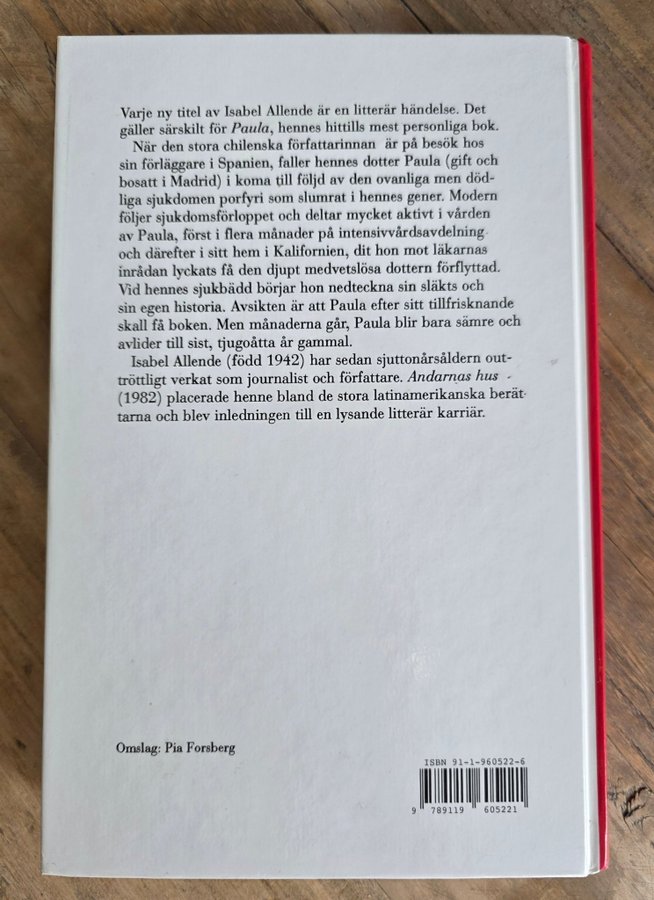 Varje ny titel av Isabel Allende är en litterär händelse. Det
gäller särskilt för Paula, hennes hittills mest personliga bok.
När den stora chilenska författarinnan är på besök hos
sin förläggare i Spanien, faller hennes dotter Paula (gift och
bosatt i Madrid) i koma till följd av den ovanliga men död-
liga sjukdomen porfyri som slumrat i hennes gener. Modern
följer sjukdomsförloppet och deltar mycket aktivt i vården
av Paula, först i flera månader på intensivvårdsavdelning
och därefter i sitt hem i Kalifornien, dit hon mot läkarnas
inrådan lyckats få den djupt medvetslösa dottern förflyttad.
Vid hennes sjukbädd börjar hon nedteckna sin släkts och
sin egen historia. Avsikten är att Paula efter sitt tillfrisknande
skall få boken. Men månaderna går, Paula blir bara sämre och
avlider till sist, tjugoåtta år gammal.
Isabel Allende (född 1942) har sedan sjuttonårsåldern out-
tröttligt verkat som journalist och författare. Andarnas hus
(1982) placerade henne bland de stora latinamerikanska berät-
tarna och blev inledningen till en lysande litterär karriär.
Omslag: Pia Forsberg
ISBN 91-1-960522-6
9 789119 605221